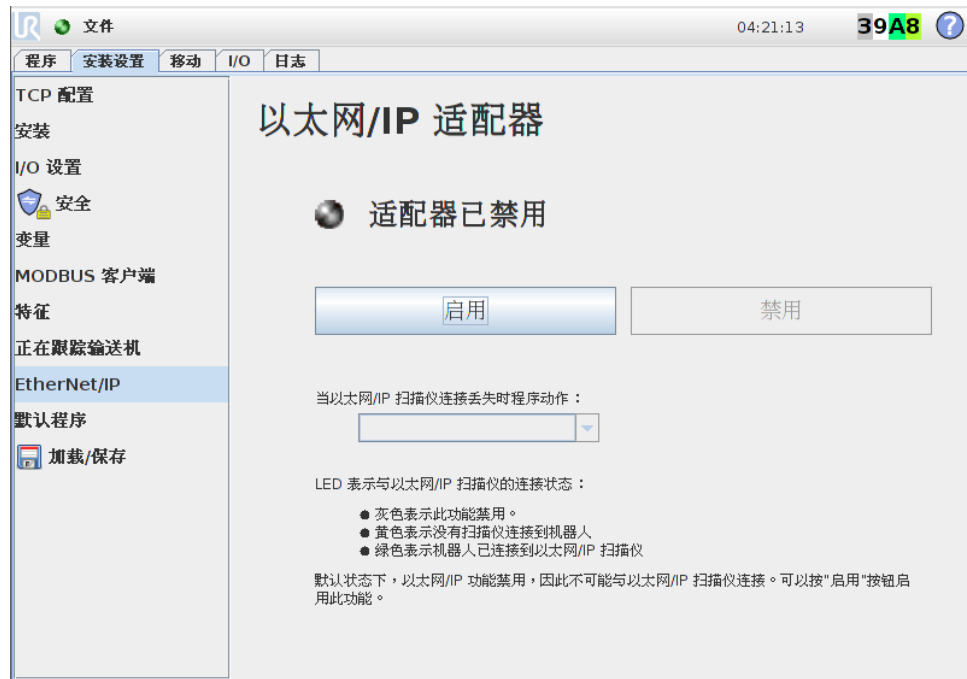 UR 文件 04:21:13 39A8 ?
程序 安装设置 移动 I/O 日志
TCP 配置
安装
I/O 设置
安全
变量
MODBUS 客户端
特征
正在跟踪输送机
EtherNet/IP
默认程序
加载/保存
以太网/IP 适配器
适配器已禁用
启用 禁用
当以太网/IP 扫描仪连接丢失时程序动作：
LED 表示与以太网/IP 扫描仪的连接状态：
● 灰色表示此功能禁用。
● 黄色表示没有扫描仪连接到机器人
● 绿色表示机器人已连接到以太网/IP 扫描仪
默认状态下，以太网/IP 功能禁用，因此不可能与以太网/IP 扫描仪连接。可以按"启用"按钮启
用此功能。